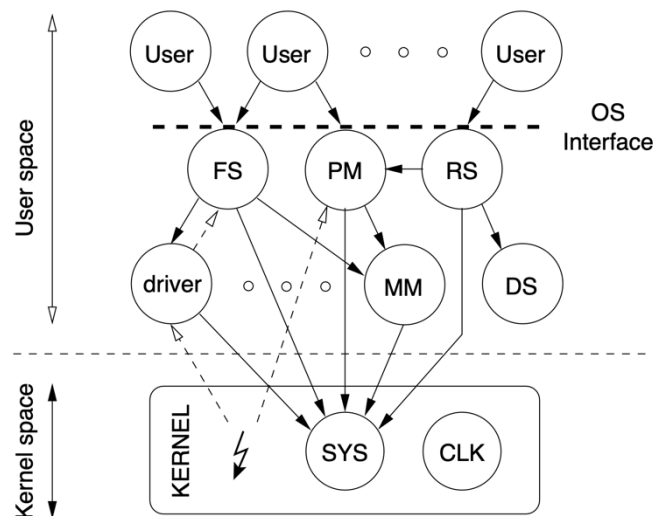 User
User
User
OS
Interface
User space
FS
PM
RS
driver
MM
DS
Kernel space
KERNEL
SYS
CLK